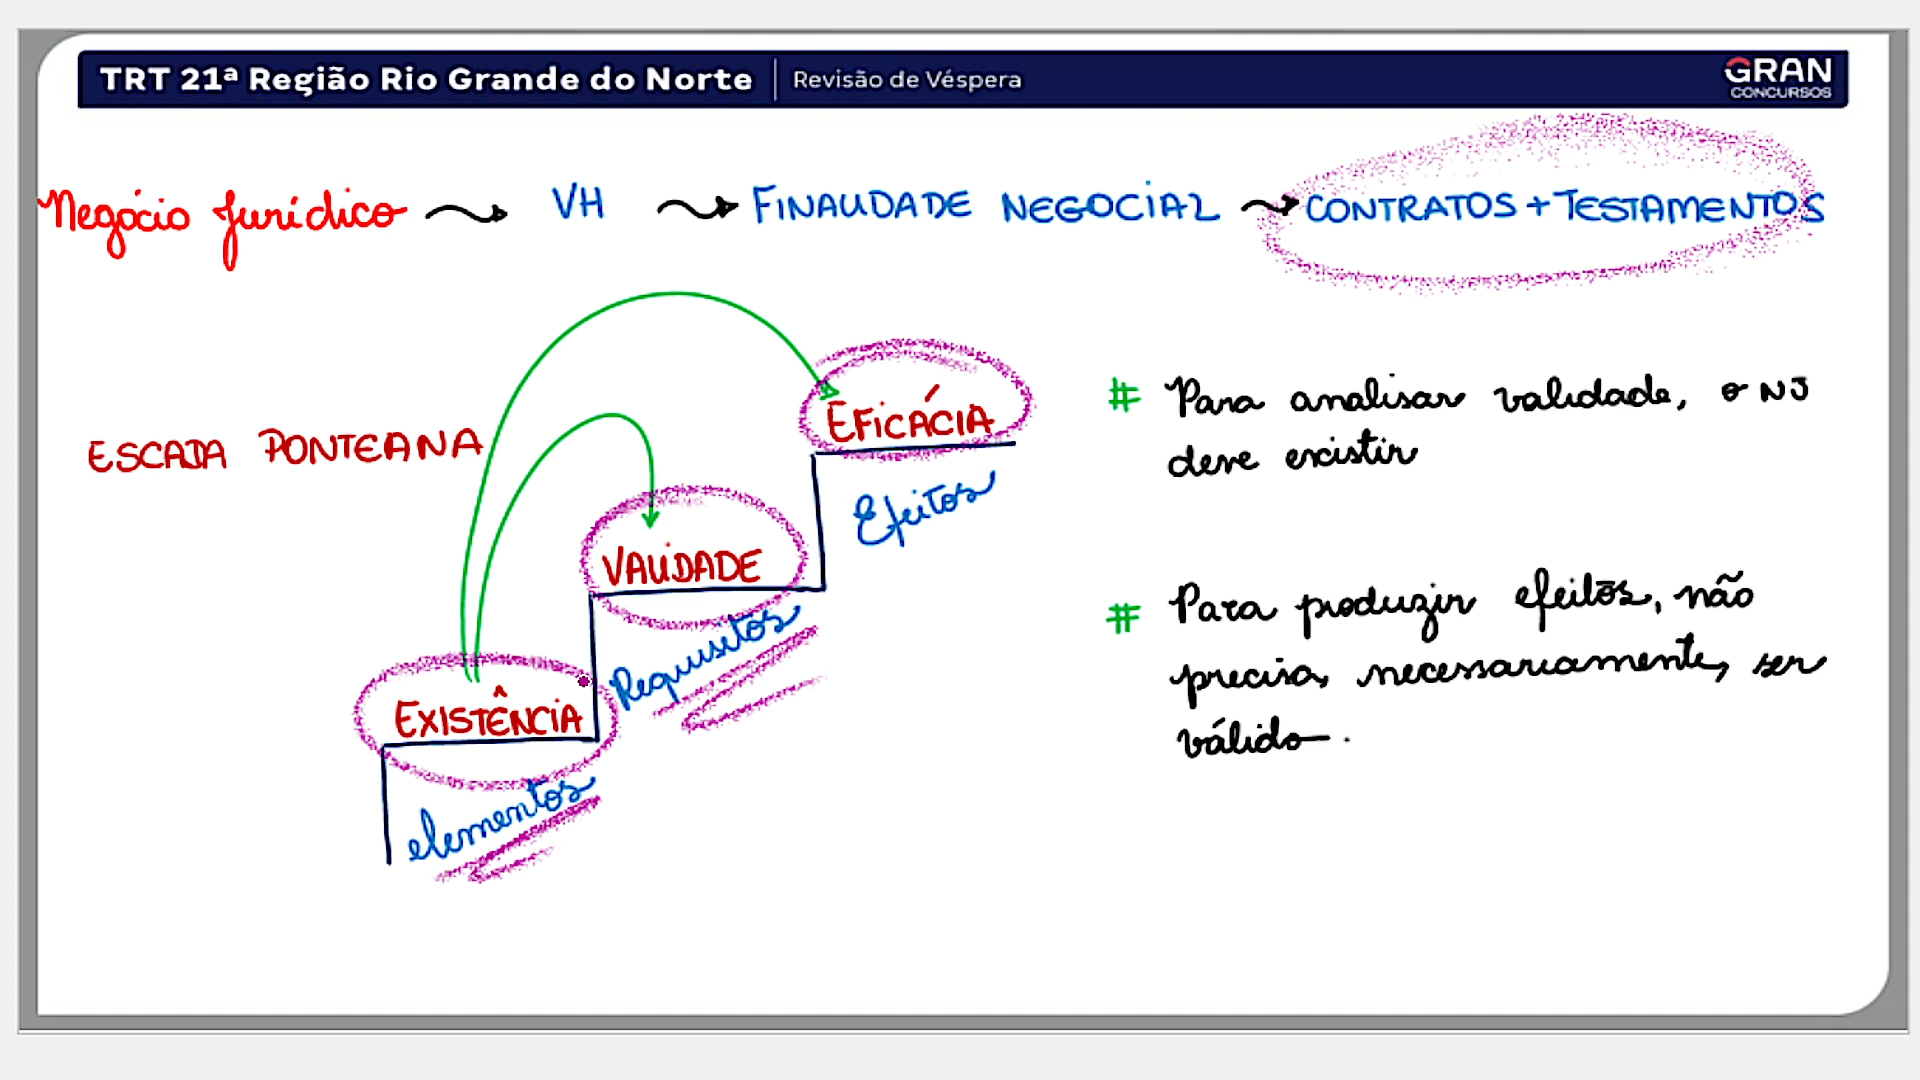 TRT 21ª Região Rio Grande do Norte | Revisão de Véspera
GRAN
CONCURSOS
Negócio Jurídico VH FINALIDADE NEGOCIAL CONTRATOS + TESTAMENTOS
ESCADA PONTEANA
EFICÁCIA
Efeitos
VALIDADE
Requisitos
EXISTÊNCIA
elementos
# Para analisar validade, o NJ
deve existir
# Para produzir efeitos, não
precisa, necessariamente, ser
válido.